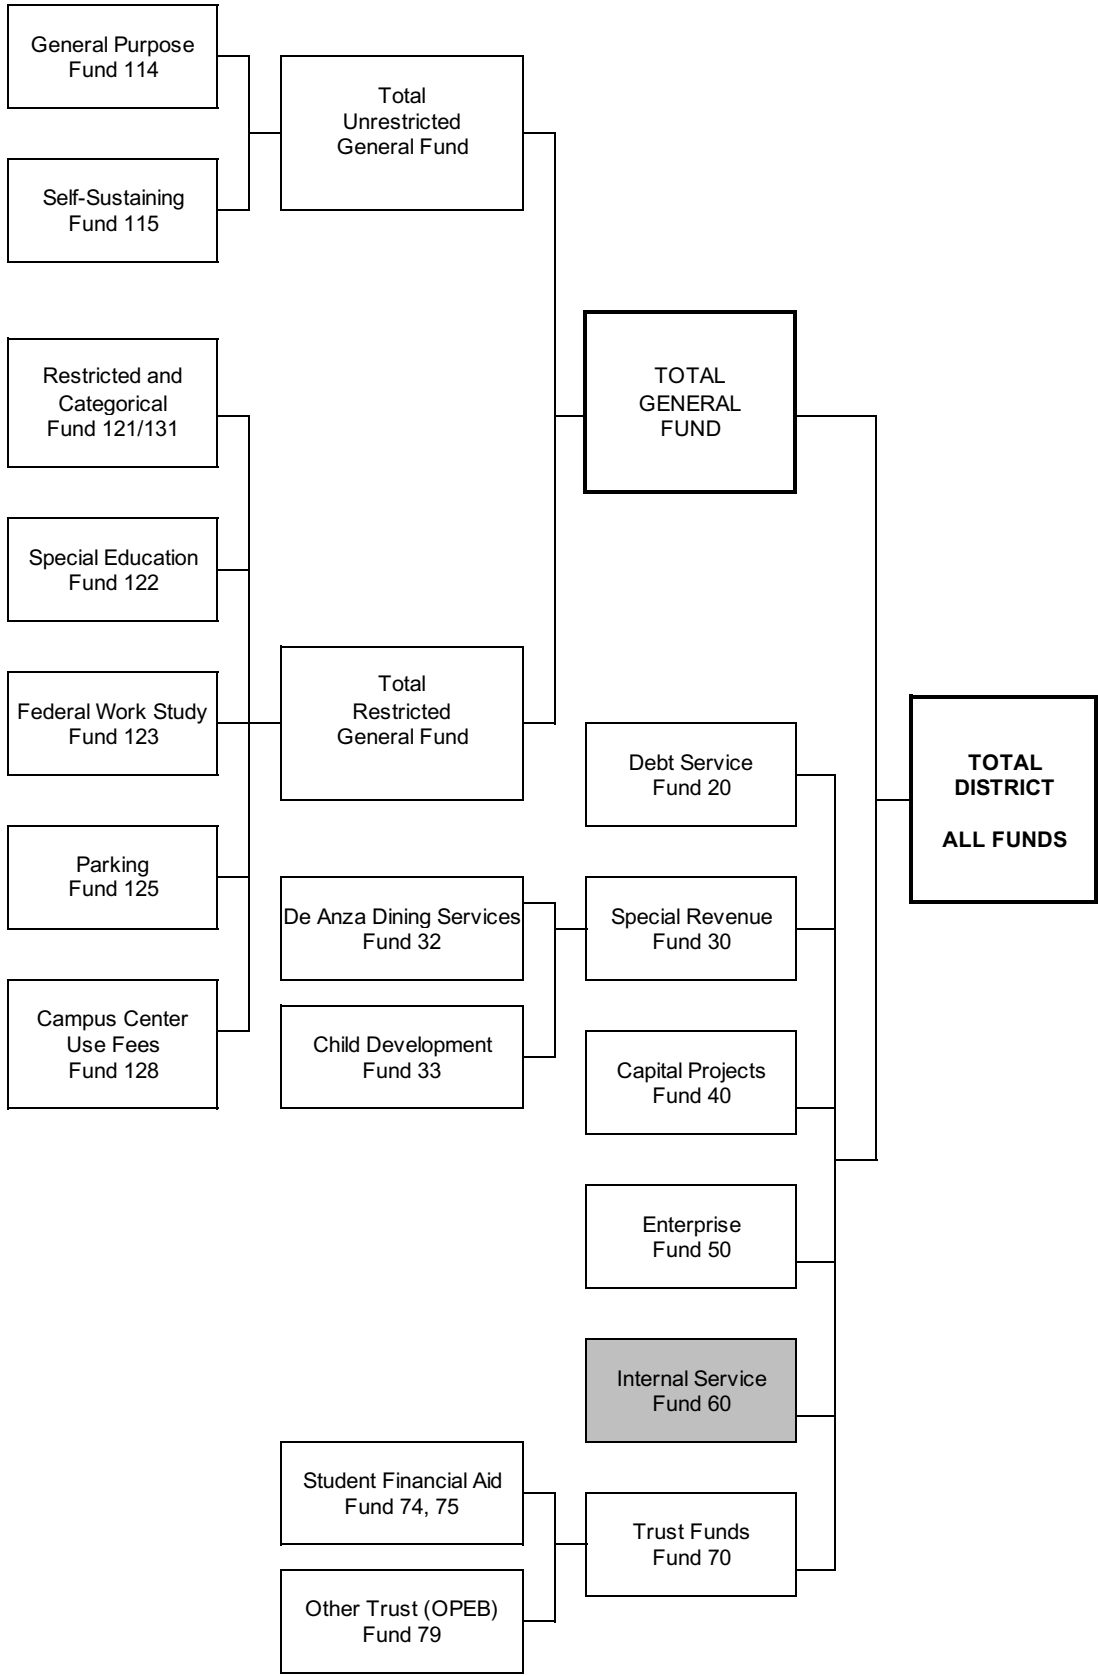 General Purpose
Fund 114
Total
Unrestricted
General Fund
Self-Sustaining
Fund 115
Restricted and
Categorical
Fund 121/131
TOTAL
GENERAL
FUND
Special Education
Fund 122
Federal Work Study
Fund 123
Total
Restricted
General Fund
Debt Service
Fund 20
TOTAL
DISTRICT
ALL FUNDS
Parking
Fund 125
De Anza Dining Services
Fund 32
Special Revenue
Fund 30
Campus Center
Use Fees
Fund 128
Child Development
Fund 33
Capital Projects
Fund 40
Enterprise
Fund 50
Internal Service
Fund 60
Student Financial Aid
Fund 74, 75
Trust Funds
Fund 70
Other Trust (OPEB)
Fund 79